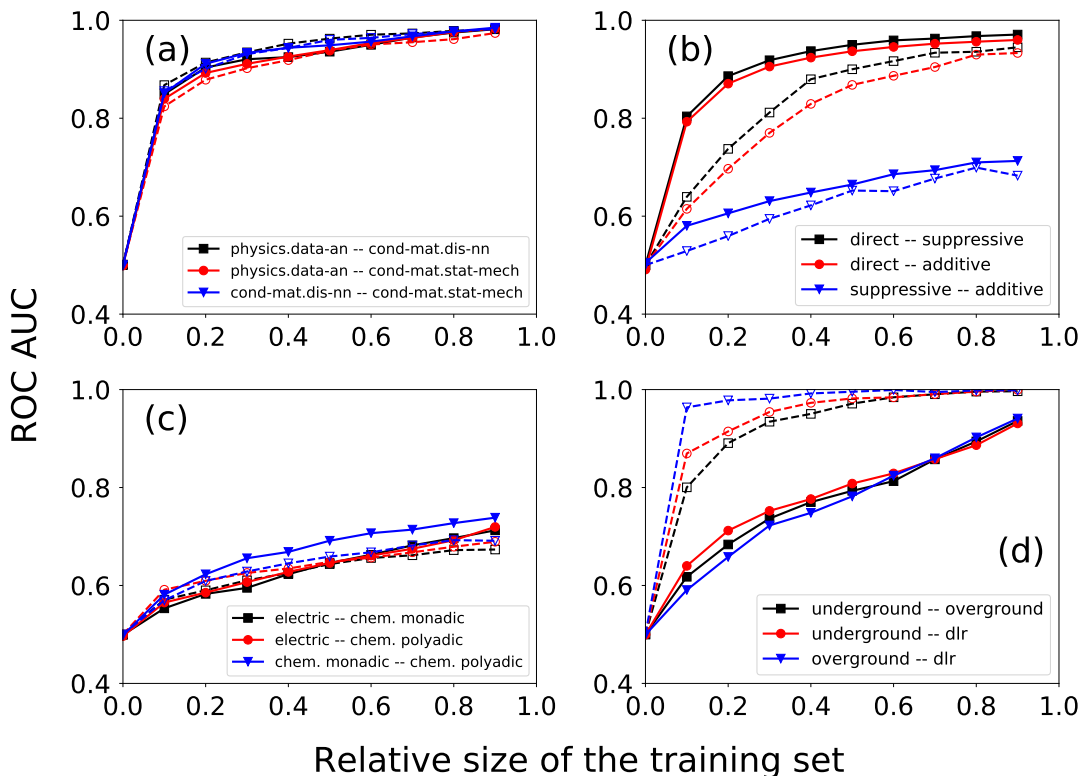 (a)
1.0
0.8
0.6
0.4
physics.data-an -- cond-mat.dis-nn
physics.data-an -- cond-mat.stat-mech
cond-mat.dis-nn -- cond-mat.stat-mech
0.0 0.2 0.4 0.6 0.8 1.0
(b)
1.0
0.8
0.6
0.4
direct -- suppressive
direct -- additive
suppressive -- additive
0.0 0.2 0.4 0.6 0.8 1.0
ROC AUC
(c)
1.0
0.8
0.6
0.4
electric -- chem. monadic
electric -- chem. polyadic
chem. monadic -- chem. polyadic
0.0 0.2 0.4 0.6 0.8 1.0
1.0
0.8
0.6
0.4
(d)
underground -- overground
underground -- dlr
overground -- dlr
0.0 0.2 0.4 0.6 0.8 1.0
Relative size of the training set